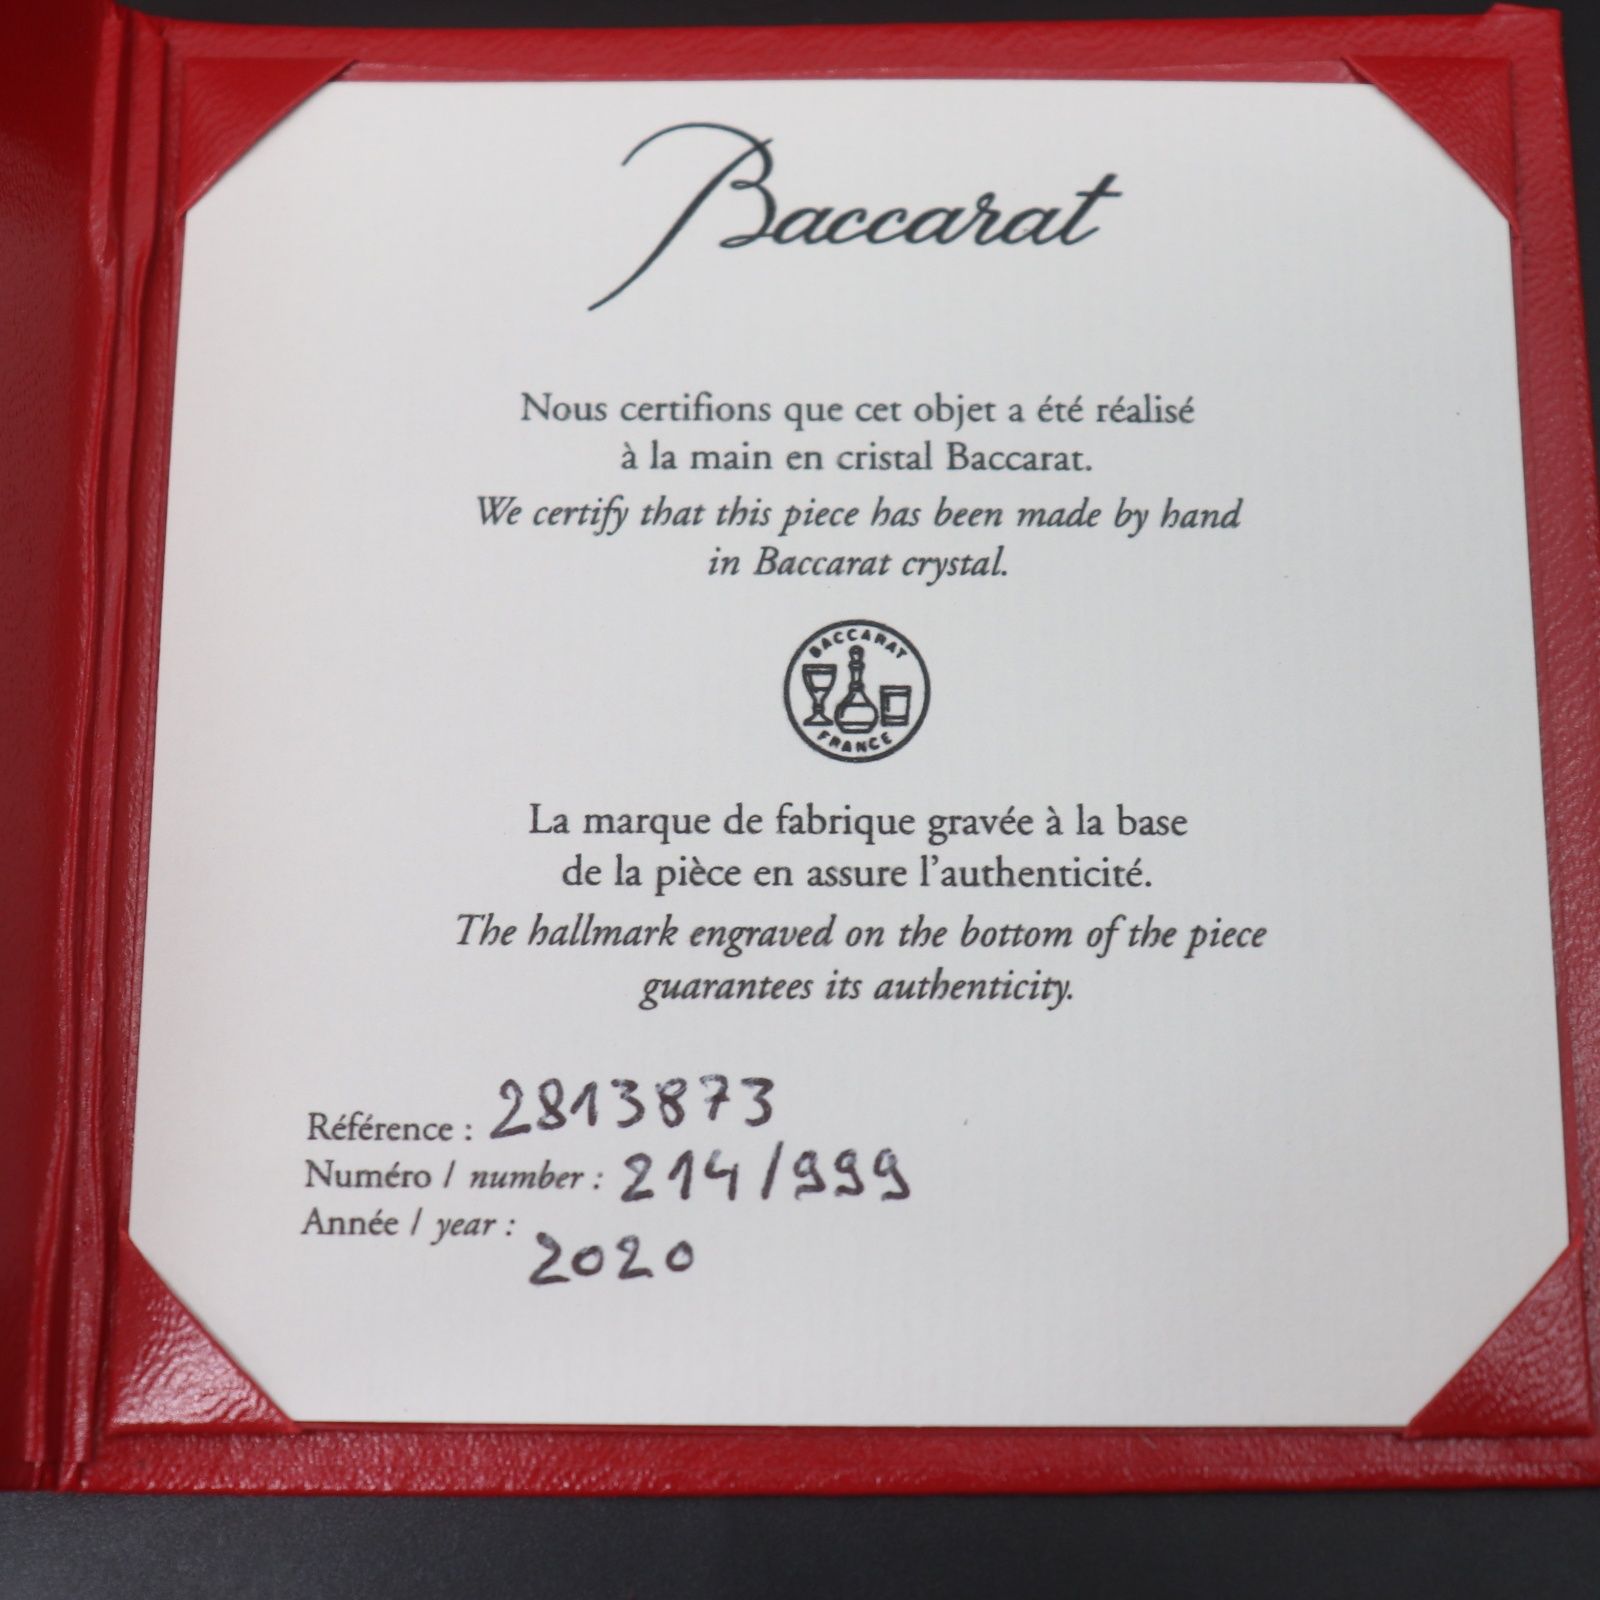 Baccarat
Nous certifions que cet objet a été réalisé
à la main en cristal Baccarat.
We certify that this piece has been made by hand
in Baccarat crystal.
BACCARAT
FRANCE
La marque de fabrique gravée à la base
de la pièce en assure l'authenticité.
The hallmark engraved on the bottom of the piece
guarantees its authenticity.
Référence : 2813873
Numéro / number : 214/999
Année / year : 2020